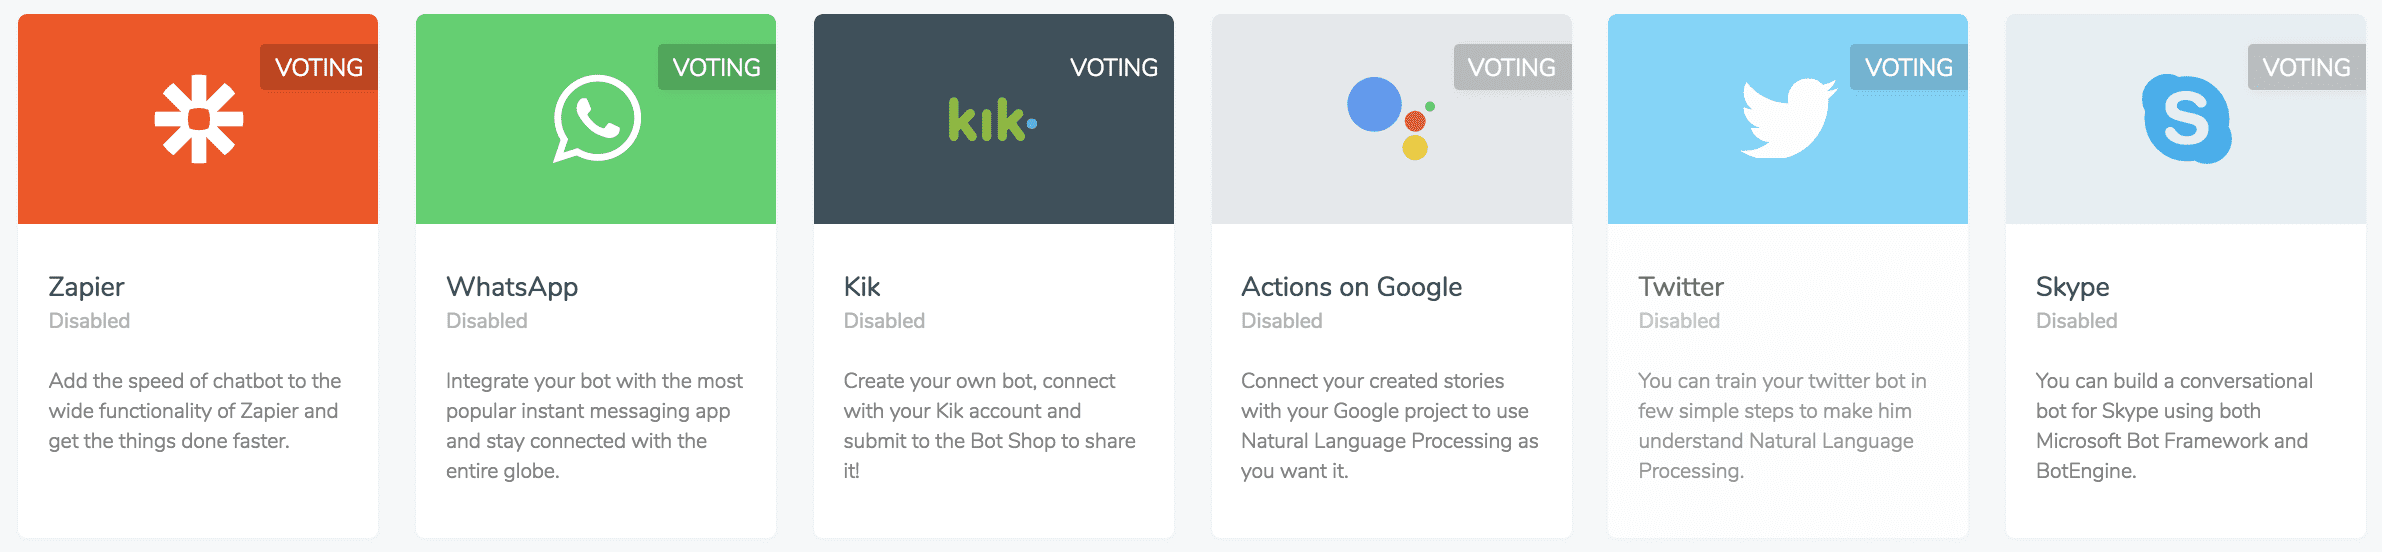 VOTING
Zapier
Disabled
Add the speed of chatbot to the
wide functionality of Zapier and
get the things done faster.
VOTING
WhatsApp
Disabled
Integrate your bot with the most
popular instant messaging app
and stay connected with the
entire globe.
VOTING
kik
Kik
Disabled
Create your own bot, connect
with your Kik account and
submit to the Bot Shop to share
it!
VOTING
Actions on Google
Disabled
Connect your created stories
with your Google project to use
Natural Language Processing as
you want it.
VOTING
Twitter
Disabled
You can train your twitter bot in
few simple steps to make him
understand Natural Language
Processing.
VOTING
S
Skype
Disabled
You can build a conversational
bot for Skype using both
Microsoft Bot Framework and
BotEngine.